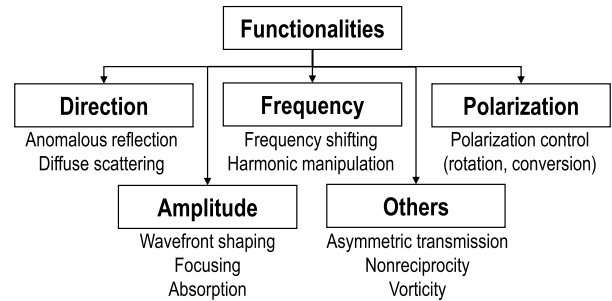 Functionalities
Direction
Anomalous reflection
Diffuse scattering
Frequency
Frequency shifting
Harmonic manipulation
Polarization
Polarization control
(rotation, conversion)
Amplitude
Wavefront shaping
Focusing
Absorption
Others
Asymmetric transmission
Nonreciprocity
Vorticity